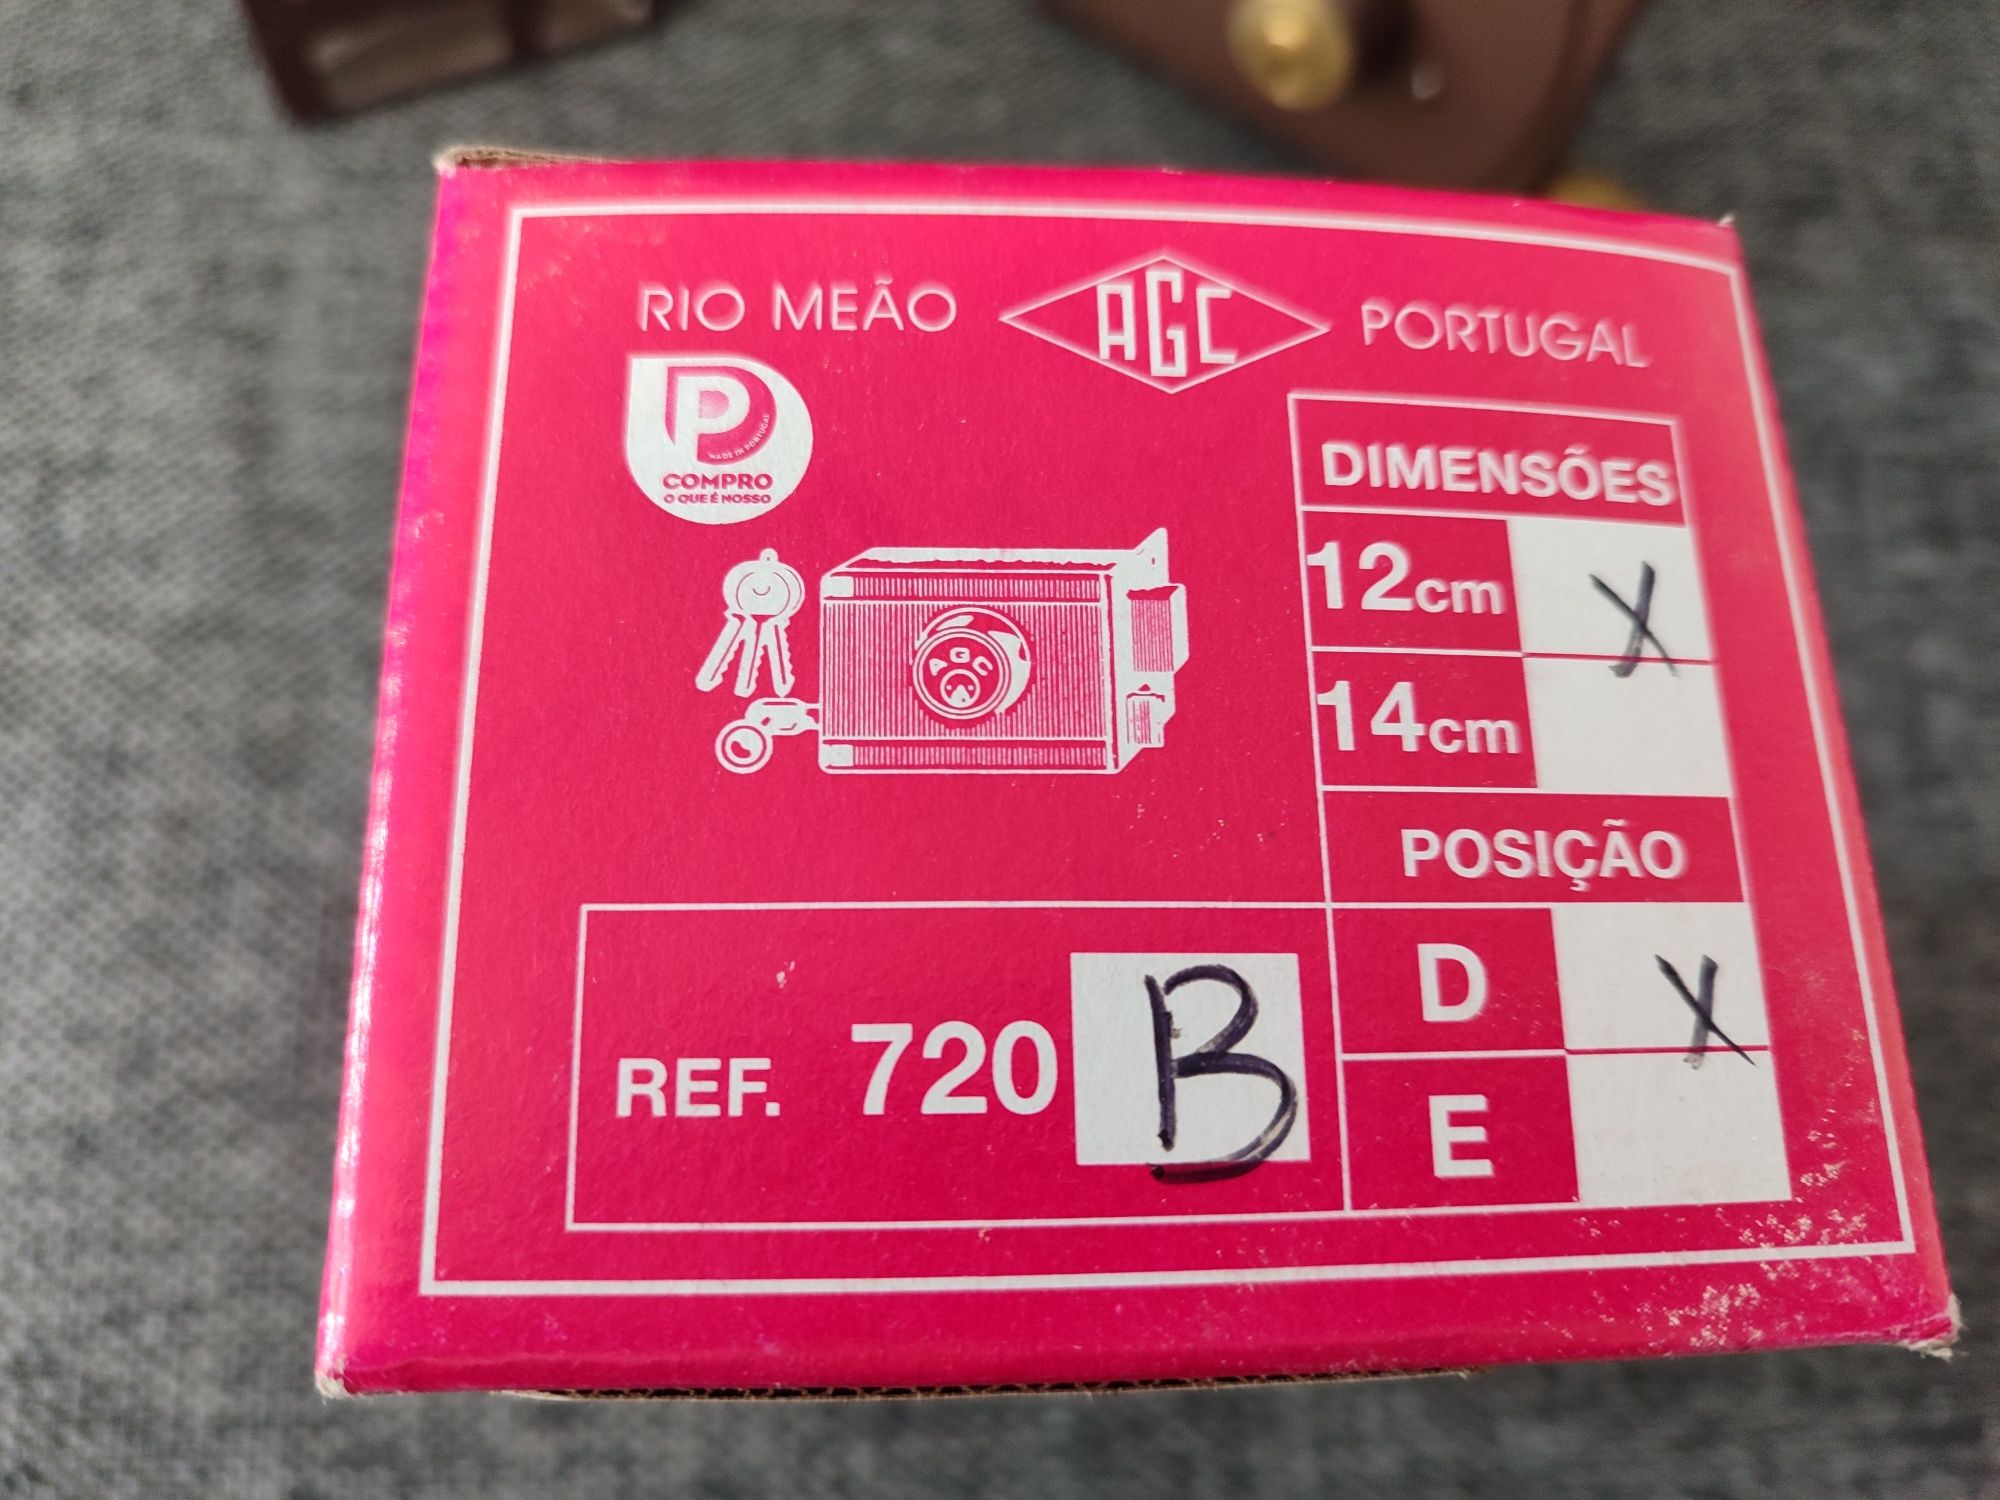 RIO MEÃO AGC PORTUGAL
P
MADE IN PORTUGAL
COMPRO
O QUE É NOSSO
AGC
DIMENSÕES
12cm X
14cm
POSIÇÃO
D X
E
REF. 720 B